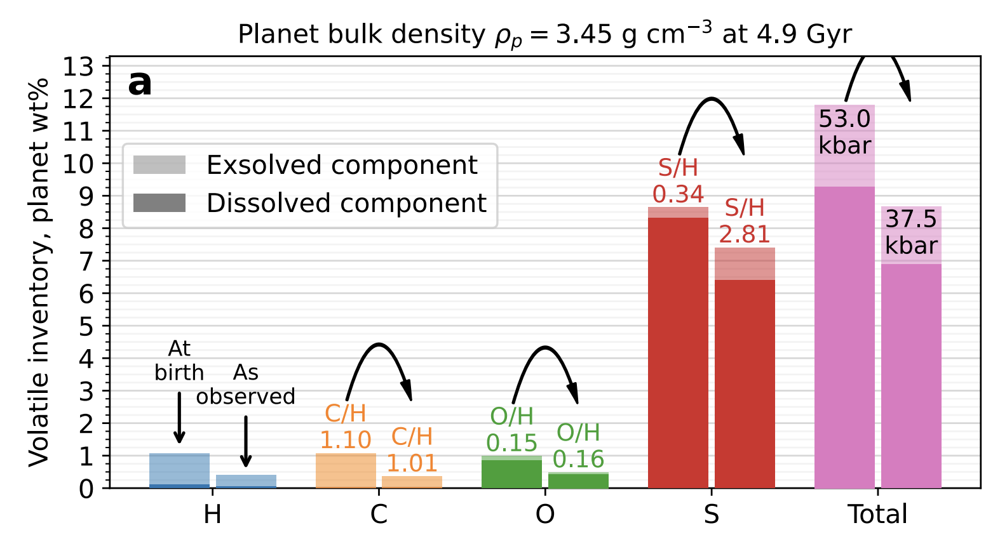 Planet bulk density ρₚ = 3.45 g cm⁻³ at 4.9 Gyr
a
Volatile inventory, planet wt%
13
12
11
10
9
8
7
6
5
4
3
2
1
0
Exsolved component
Dissolved component
At
birth
As
observed
C/H
1.10
C/H
1.01
O/H
0.15
O/H
0.16
S/H
0.34
S/H
2.81
53.0
kbar
37.5
kbar
H
C
O
S
Total